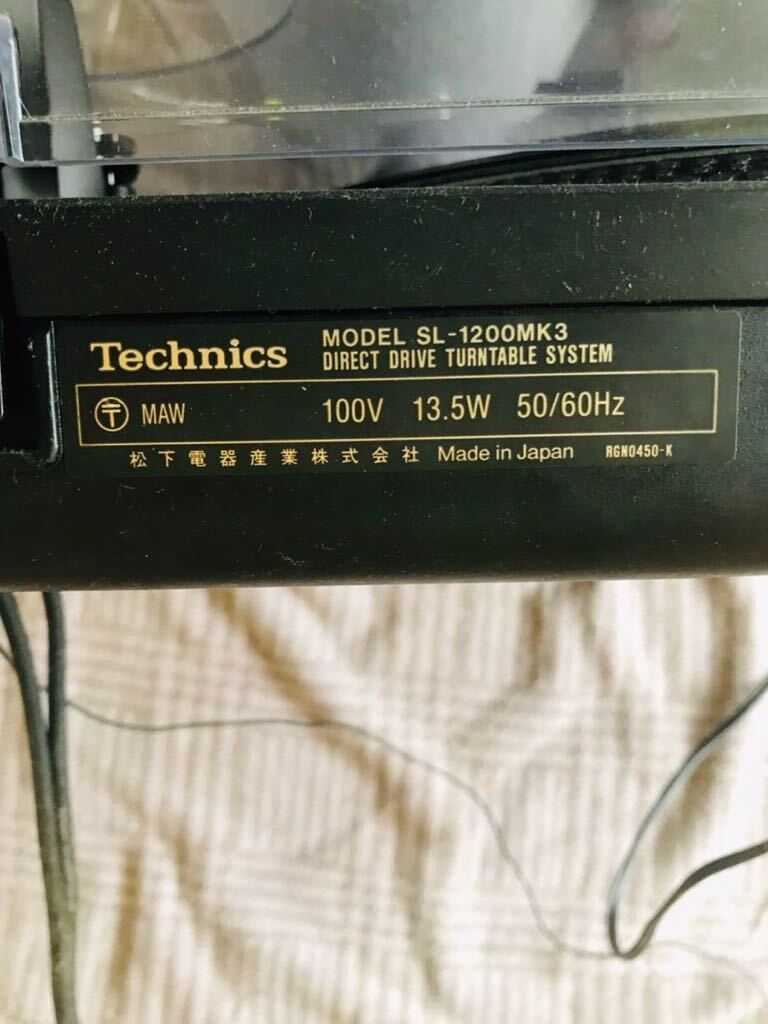 Technics
MODEL SL-1200MK3
DIRECT DRIVE TURNTABLE SYSTEM
〒 MAW 100V 13.5W 50/60Hz
松下電器産業株式会社 Made in Japan RGN0450-K